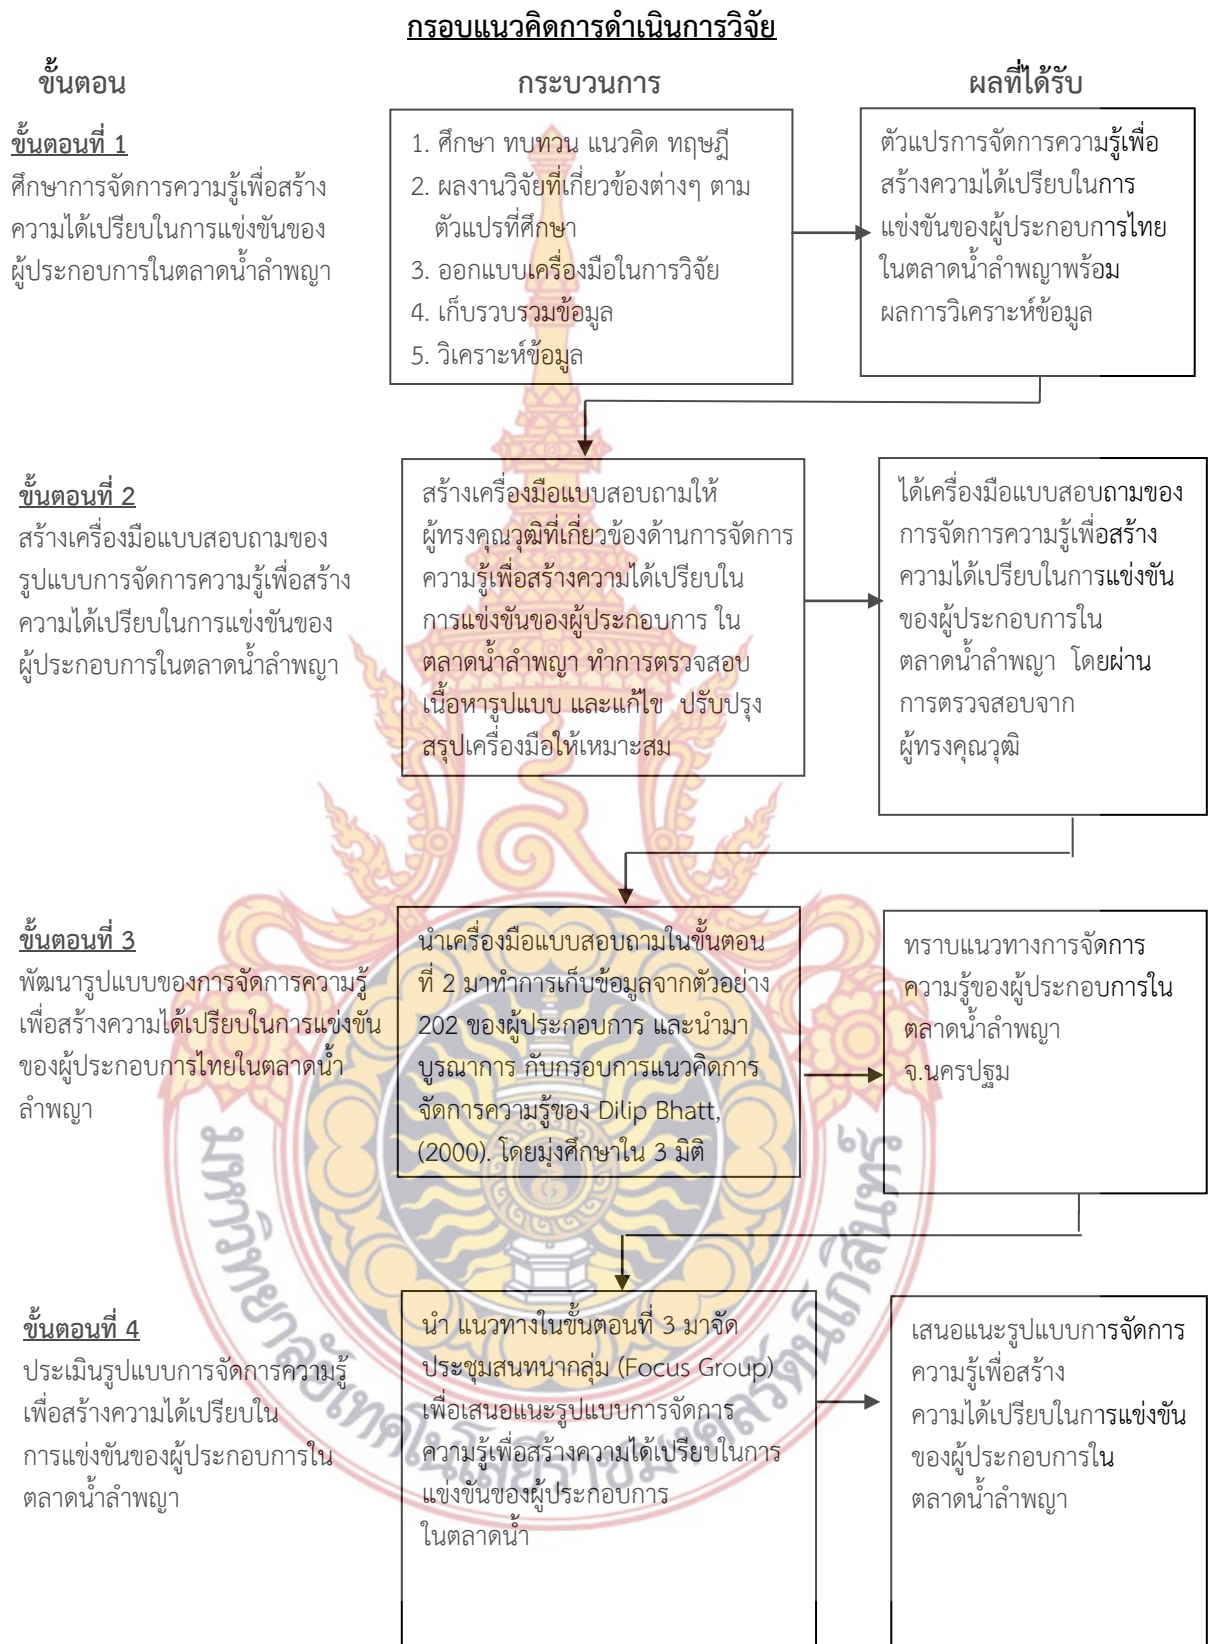 กรอบแนวคิดการดำเนินการวิจัย
ขั้นตอน
กระบวนการ
ผลที่ได้รับ
ขั้นตอนที่ 1
ศึกษาการจัดการความรู้เพื่อสร้าง
ความได้เปรียบในการแข่งขันของ
ผู้ประกอบการในตลาดน้ำลำพญา
1. ศึกษา ทบทวน แนวคิด ทฤษฎี
2. ผลงานวิจัยที่เกี่ยวข้องต่างๆ ตาม
ตัวแปรที่ศึกษา
3. ออกแบบเครื่องมือในการวิจัย
4. เก็บรวบรวมข้อมูล
5. วิเคราะห์ข้อมูล
ตัวแปรการจัดการความรู้เพื่อ
สร้างความได้เปรียบในการ
แข่งขันของผู้ประกอบการไทย
ในตลาดน้ำลำพญาพร้อม
ผลการวิเคราะห์ข้อมูล
ขั้นตอนที่ 2
สร้างเครื่องมือแบบสอบถามของ
รูปแบบการจัดการความรู้เพื่อสร้าง
ความได้เปรียบในการแข่งขันของ
ผู้ประกอบการในตลาดน้ำลำพญา
สร้างเครื่องมือแบบสอบถามให้
ผู้ทรงคุณวุฒิที่เกี่ยวข้องด้านการจัดการ
ความรู้เพื่อสร้างความได้เปรียบใน
การแข่งขันของผู้ประกอบการ ใน
ตลาดน้ำลำพญา ทำการตรวจสอบ
เนื้อหารูปแบบ และแก้ไข ปรับปรุง
สรุปเครื่องมือให้เหมาะสม
ได้เครื่องมือแบบสอบถามของ
การจัดการความรู้เพื่อสร้าง
ความได้เปรียบในการแข่งขัน
ของผู้ประกอบการใน
ตลาดน้ำลำพญา โดยผ่าน
การตรวจสอบจาก
ผู้ทรงคุณวุฒิ
ขั้นตอนที่ 3
พัฒนารูปแบบของการจัดการความรู้
เพื่อสร้างความได้เปรียบในการแข่งขัน
ของผู้ประกอบการไทยในตลาดน้ำ
ลำพญา
นำเครื่องมือแบบสอบถามในขั้นตอน
ที่ 2 มาทำการเก็บข้อมูลจากตัวอย่าง
202 ของผู้ประกอบการ และนำมา
บูรณาการ กับกรอบการแนวคิดการ
จัดการความรู้ของ Dilip Bhatt,
(2000). โดยมุ่งศึกษาใน 3 มิติ
ทราบแนวทางการจัดการ
ความรู้ของผู้ประกอบการใน
ตลาดน้ำลำพญา
จ.นครปฐม
ขั้นตอนที่ 4
ประเมินรูปแบบการจัดการความรู้
เพื่อสร้างความได้เปรียบใน
การแข่งขันของผู้ประกอบการใน
ตลาดน้ำลำพญา
นำ แนวทางในขั้นตอนที่ 3 มาจัด
ประชุมสนทนากลุ่ม (Focus Group)
เพื่อเสนอแนะรูปแบบการจัดการ
ความรู้เพื่อสร้างความได้เปรียบในการ
แข่งขันของผู้ประกอบการ
ในตลาดน้ำ
เสนอแนะรูปแบบการจัดการ
ความรู้เพื่อสร้าง
ความได้เปรียบในการแข่งขัน
ของผู้ประกอบการใน
ตลาดน้ำลำพญา
มหาวิทยาลัยเทคโนโลยีราชมงคลรัตนโกสินทร์